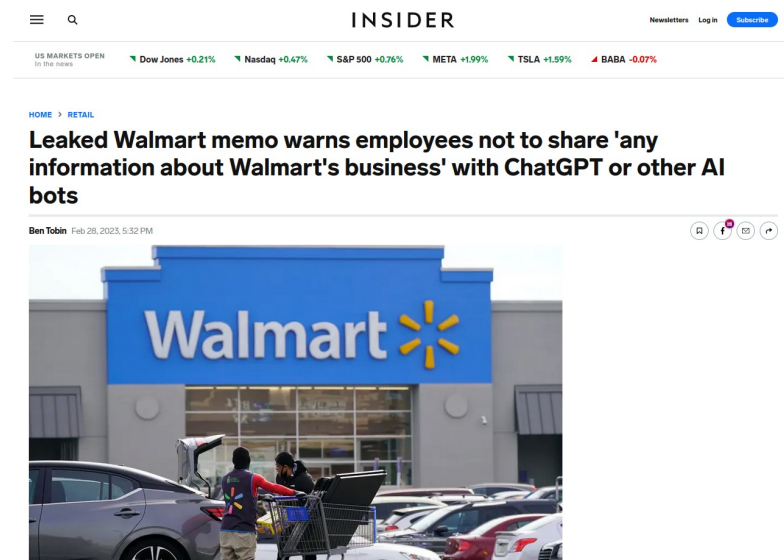 INSIDER
Newsletters Log in Subscribe
US MARKETS OPEN
In the news
Dow Jones +0.21% Nasdaq +0.47% S&P 500 +0.76% META +1.99% TSLA +1.59% BABA -0.07%
HOME > RETAIL
Leaked Walmart memo warns employees not to share 'any
information about Walmart's business' with ChatGPT or other AI
bots
Ben Tobin Feb 28, 2023, 5:32 PM
Walmart